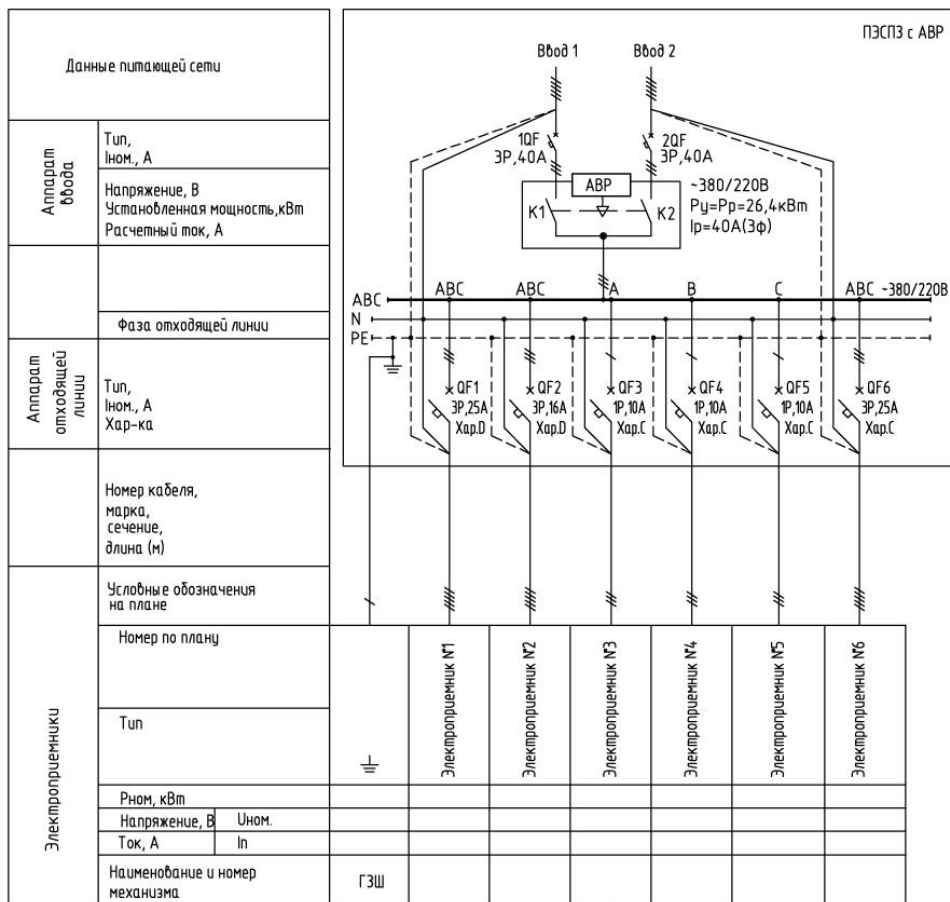 Данные питающей сети
Аппарат
ввода
Тип,
Iном., А
Напряжение, В
Установленная мощность,кВт
Расчетный ток, А
Фаза отходящей линии
Аппарат
отходящей
линии
Тип,
Iном., А
Хар-ка
Номер кабеля,
марка,
сечение,
длина (м)
Условные обозначения
на плане
Электроприемники
Номер по плану
Тип
Рном, кВт
Напряжение, В
Uном.
Ток, А
In
Наименование и номер
механизма
ПЭСПЗ с АВР
Ввод 1
Ввод 2
1QF
3P,40A
2QF
3P,40A
АВР
К1
К2
~380/220В
Ру=Рр=26,4кВт
Iр=40А(3ф)
ABC
ABC
ABC
A
B
C
ABC
~380/220В
N
PE
QF1
3P,25A
Хар.D
QF2
3P,16A
Хар.D
QF3
1P,10A
Хар.C
QF4
1P,10A
Хар.C
QF5
1P,10A
Хар.C
QF6
3P,25A
Хар.C
Электроприемник №1
Электроприемник №2
Электроприемник №3
Электроприемник №4
Электроприемник №5
Электроприемник №6
ГЗШ